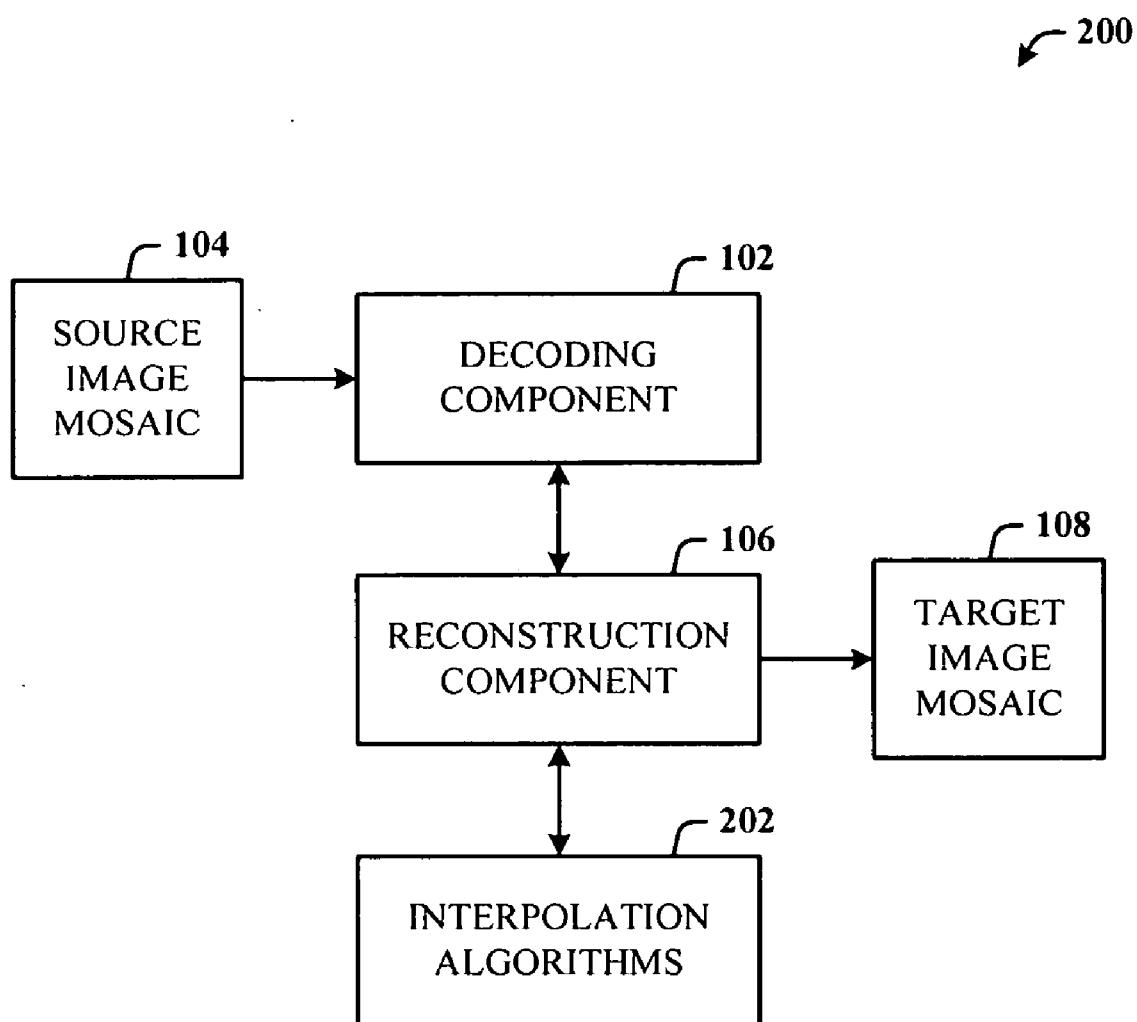 200
104
SOURCE
IMAGE
MOSAIC
102
DECODING
COMPONENT
106
RECONSTRUCTION
COMPONENT
108
TARGET
IMAGE
MOSAIC
202
INTERPOLATION
ALGORITHMS